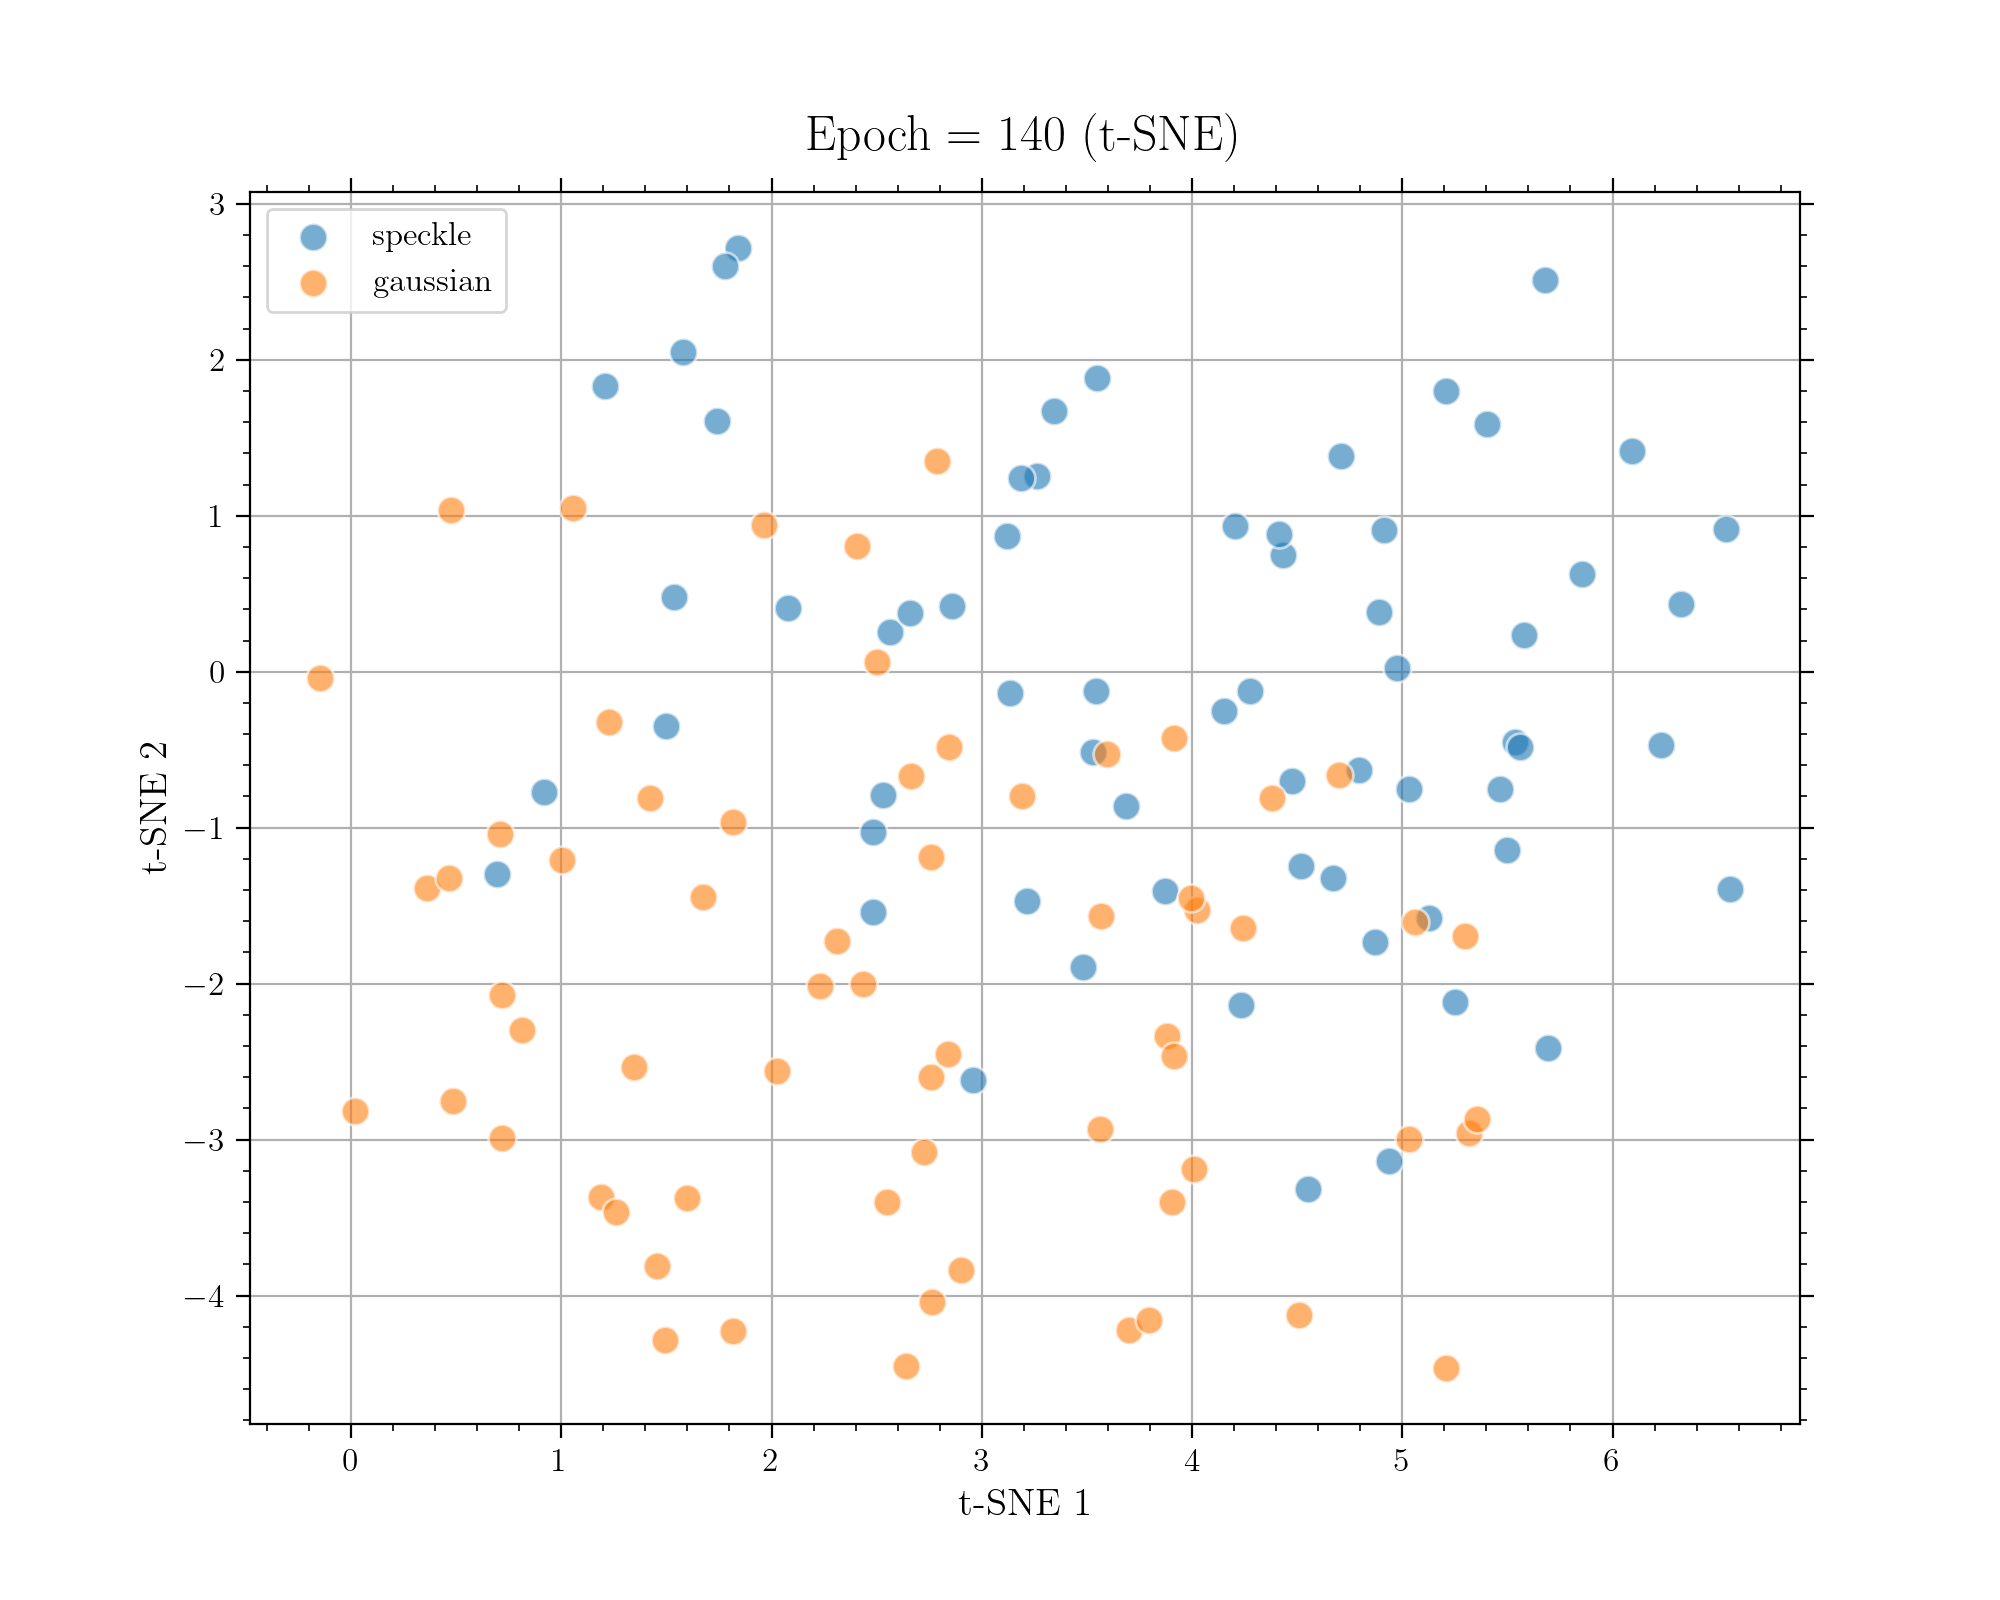 Epoch = 140 (t-SNE)
speckle
gaussian
3
2
1
0
−1
−2
−3
−4
t-SNE 2
0 1 2 3 4 5 6
t-SNE 1